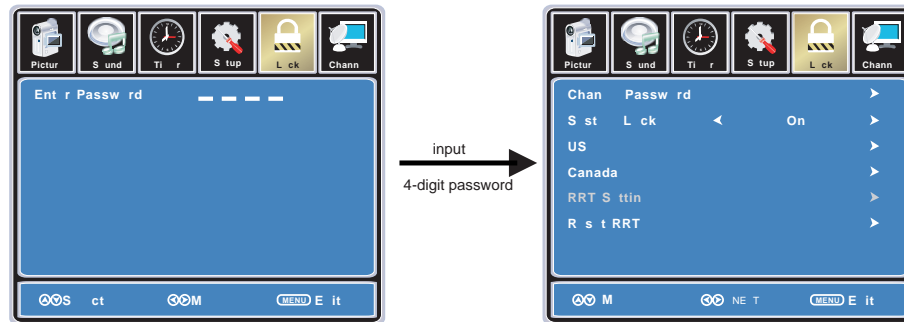 Pictur S und Ti r S tup L ck Chann
Ent r Passw rd _ _ _ _
S ct M MENU E it
input
4-digit password
Pictur S und Ti r S tup L ck Chann
Chan Passw rd
S st L ck On
US
Canada
RRT S ttin
R s t RRT
M NE T MENU E it